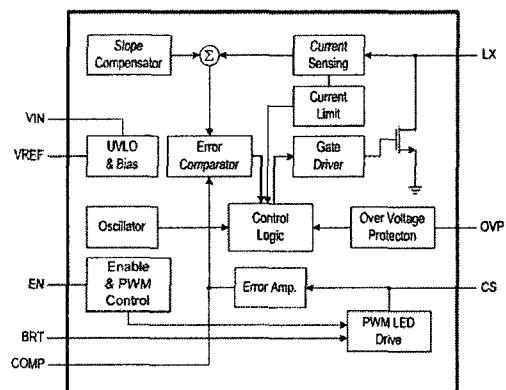 Slope
Compensator
Σ
Current
Sensing
LX
Current
Limit
VIN
VREF
UVLO
& Bias
Error
Comparator
Gate
Driver
Oscillator
Control
Logic
Over Voltage
Protecton
OVP
EN
Enable
& PWM
Control
Error Amp.
CS
BRT
PWM LED
Drive
COMP